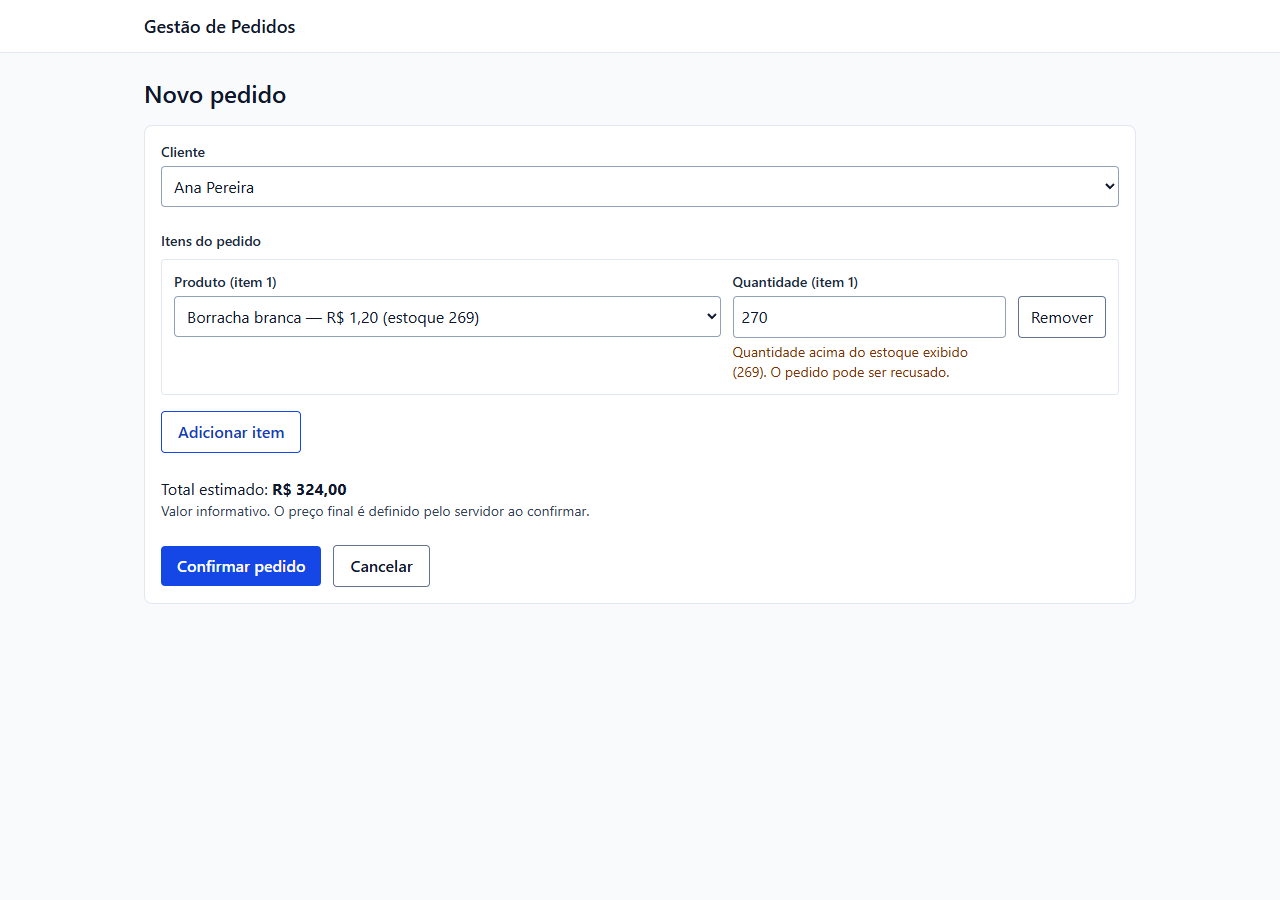 Gestão de Pedidos
Novo pedido
Cliente
Ana Pereira
Itens do pedido
Produto (item 1)
Borracha branca — R$ 1,20 (estoque 269)
Quantidade (item 1)
270
Remover
Quantidade acima do estoque exibido
(269). O pedido pode ser recusado.
Adicionar item
Total estimado: R$ 324,00
Valor informativo. O preço final é definido pelo servidor ao confirmar.
Confirmar pedido
Cancelar